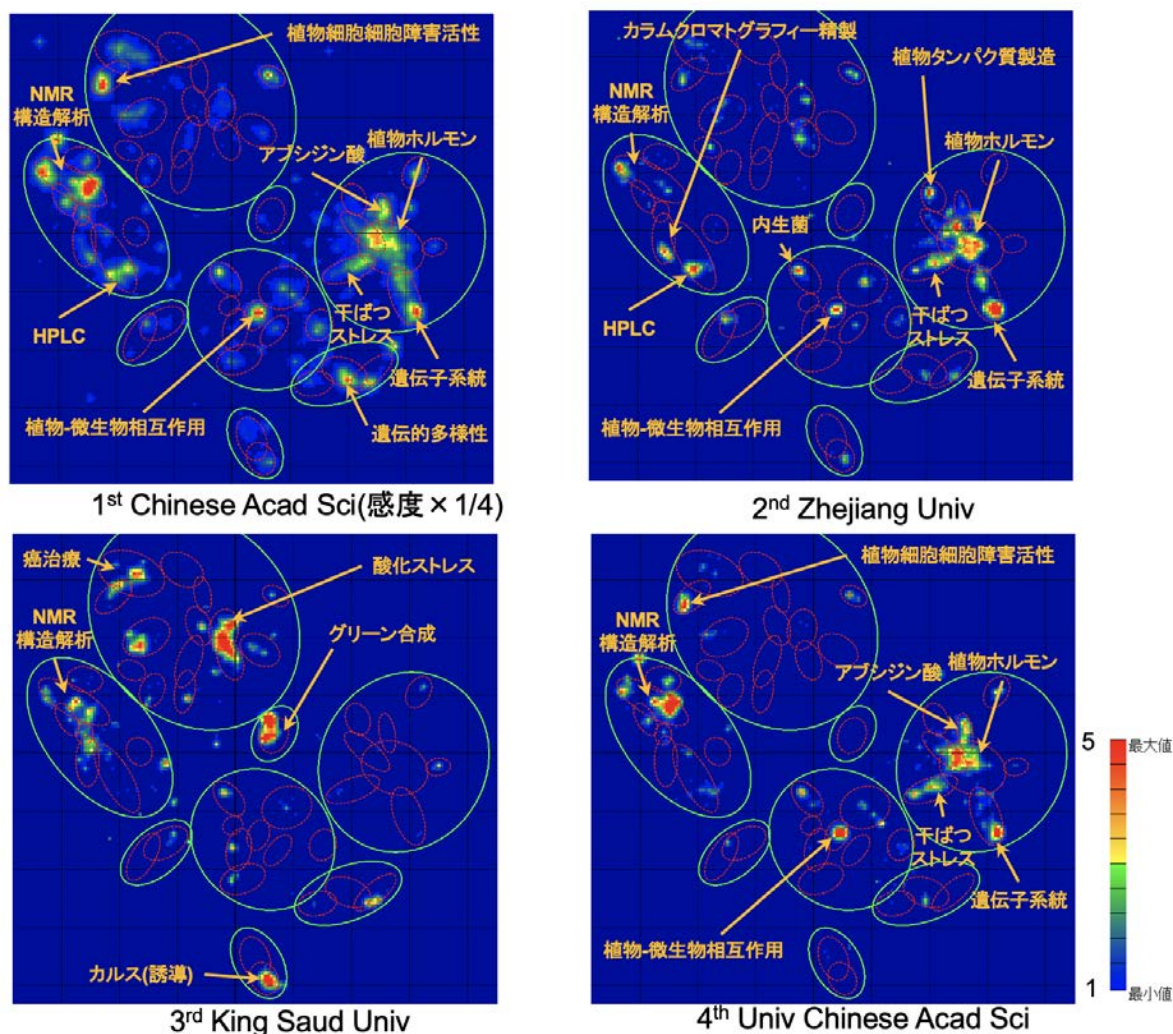 植物細胞細胞障害活性
NMR
構造解析
植物ホルモン
アブシジン酸
干ばつ
ストレス
HPLC
遺伝子系統
植物-微生物相互作用
遺伝的多様性
1st Chinese Acad Sci(感度×1/4)
カラムクロマトグラフィー精製
植物タンパク質製造
NMR
構造解析
植物ホルモン
内生菌
干ばつ
ストレス
HPLC
遺伝子系統
植物-微生物相互作用
2nd Zhejiang Univ
癌治療
酸化ストレス
NMR
構造解析
グリーン合成
カルス(誘導)
3rd King Saud Univ
植物細胞細胞障害活性
NMR
構造解析
アブシジン酸
植物ホルモン
干ばつ
ストレス
遺伝子系統
植物-微生物相互作用
4th Univ Chinese Acad Sci
5
最大値
1
最小値